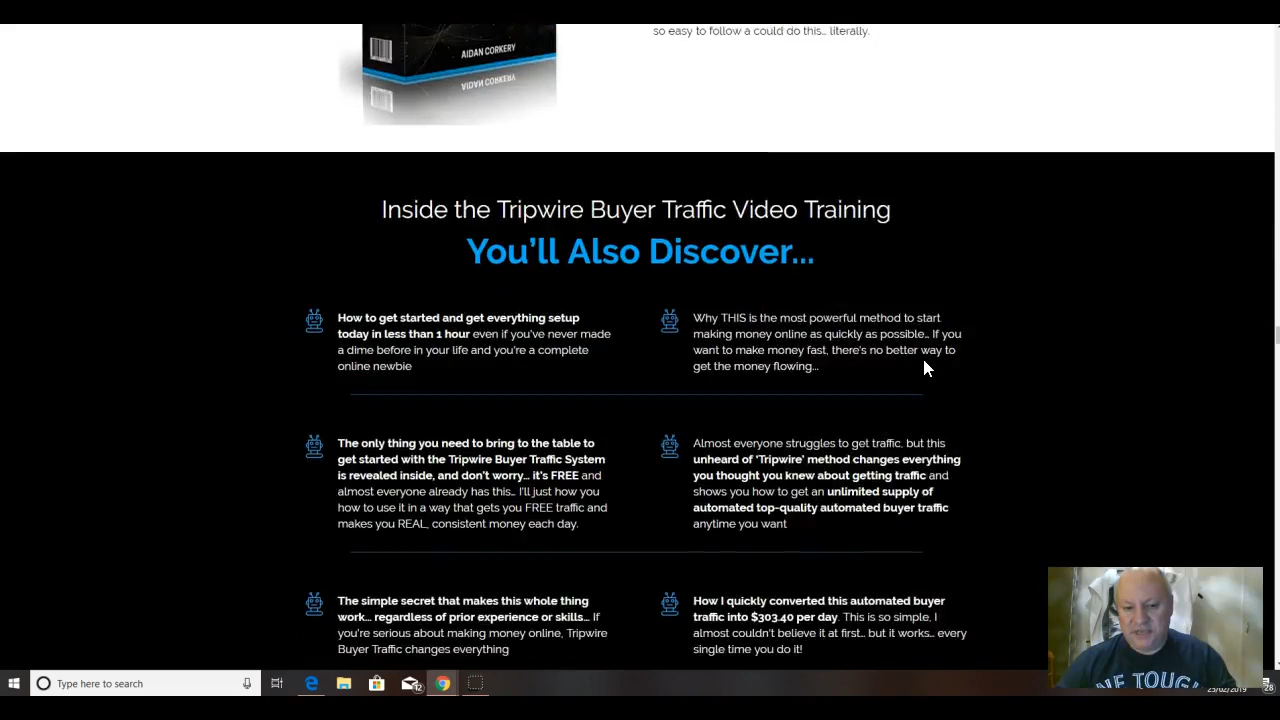 so easy to follow a could do this... literally.
AIDAN CORKERY
AIDAN CORKERY
Inside the Tripwire Buyer Traffic Video Training
You'll Also Discover...
How to get started and get everything setup
today in less than 1 hour even if you've never made
a dime before in your life and you're a complete
online newbie
Why THIS is the most powerful method to start
making money online as quickly as possible... If you
want to make money fast, there's no better way to
get the money flowing...
The only thing you need to bring to the table to
get started with the Tripwire Buyer Traffic System
is revealed inside, and don't worry... it's FREE and
almost everyone already has this... I'll just how you
how to use it in a way that gets you FREE traffic and
makes you REAL, consistent money each day.
Almost everyone struggles to get traffic, but this
unheard of 'Tripwire' method changes everything
you thought you knew about getting traffic and
shows you how to get an unlimited supply of
automated top-quality automated buyer traffic
anytime you want
The simple secret that makes this whole thing
work... regardless of prior experience or skills... If
you're serious about making money online, Tripwire
Buyer Traffic changes everything
How I quickly converted this automated buyer
traffic into $303.40 per day. This is so simple, I
almost couldn't believe it at first... but it works... every
single time you do it!
TOUGH
Type here to search
12
25/02/2019
28